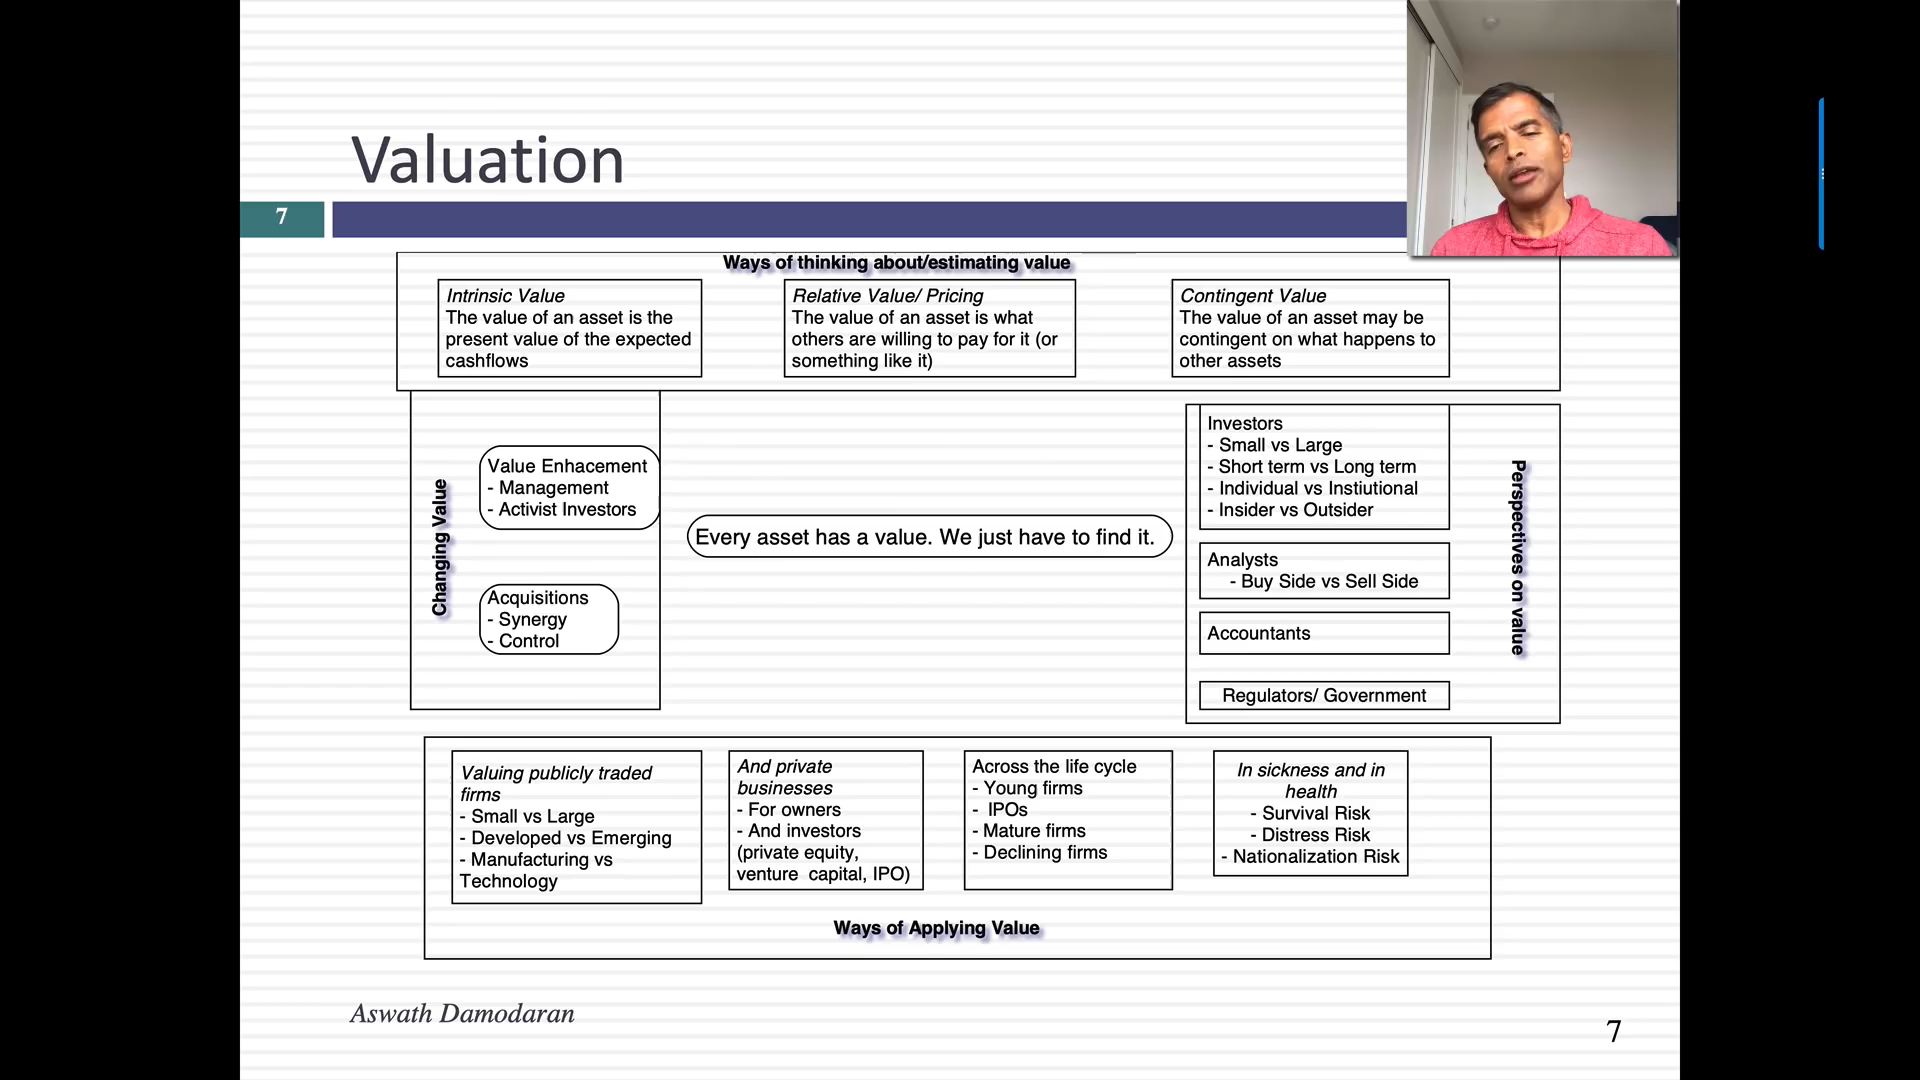 Valuation
7
Ways of thinking about/estimating value
Intrinsic Value
The value of an asset is the
present value of the expected
cashflows
Relative Value/ Pricing
The value of an asset is what
others are willing to pay for it (or
something like it)
Contingent Value
The value of an asset may be
contingent on what happens to
other assets
Changing Value
Value Enhacement
- Management
- Activist Investors
Acquisitions
- Synergy
- Control
Every asset has a value. We just have to find it.
Investors
- Small vs Large
- Short term vs Long term
- Individual vs Instiutional
- Insider vs Outsider
Analysts
- Buy Side vs Sell Side
Accountants
Regulators/ Government
Perspectives on value
Valuing publicly traded
firms
- Small vs Large
- Developed vs Emerging
- Manufacturing vs
Technology
And private
businesses
- For owners
- And investors
(private equity,
venture capital, IPO)
Across the life cycle
- Young firms
- IPOs
- Mature firms
- Declining firms
In sickness and in
health
- Survival Risk
- Distress Risk
- Nationalization Risk
Ways of Applying Value
Aswath Damodaran
7